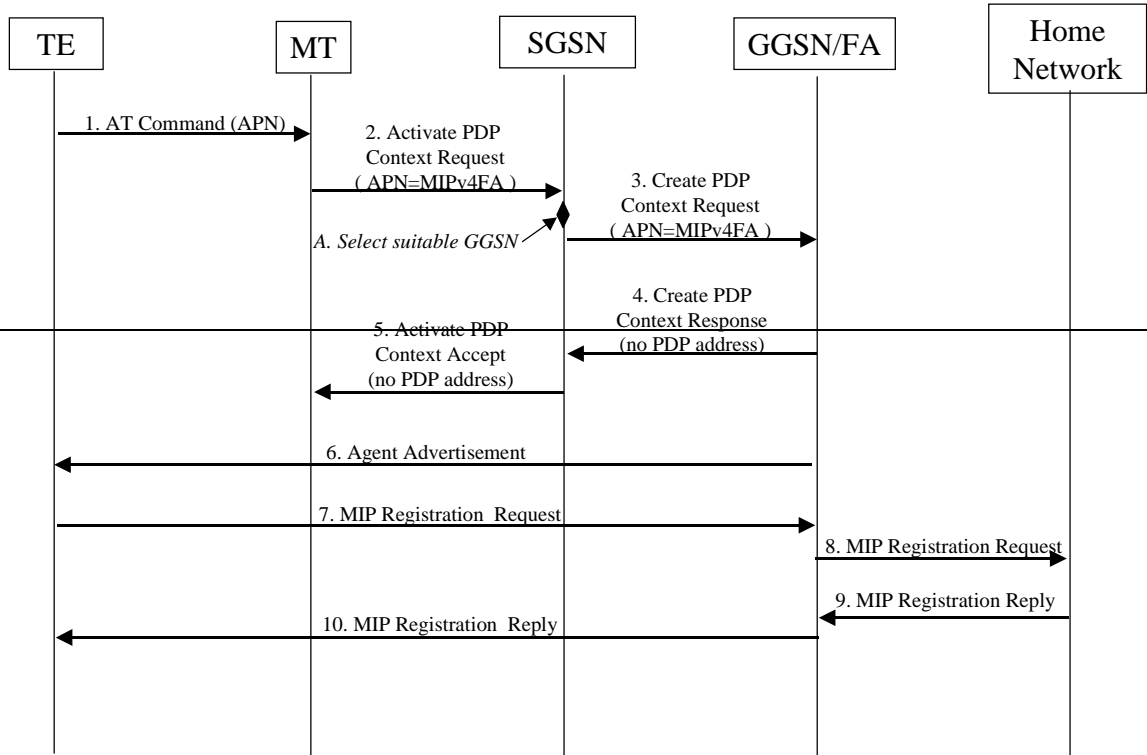 TE
MT
SGSN
GGSN/FA
Home
Network
1. AT Command (APN)
2. Activate PDP
Context Request
( APN=MIPv4FA )
A. Select suitable GGSN
3. Create PDP
Context Request
( APN=MIPv4FA )
4. Create PDP
Context Response
(no PDP address)
5. Activate PDP
Context Accept
(no PDP address)
6. Agent Advertisement
7. MIP Registration  Request
8. MIP Registration Request
9. MIP Registration Reply
10. MIP Registration  Reply